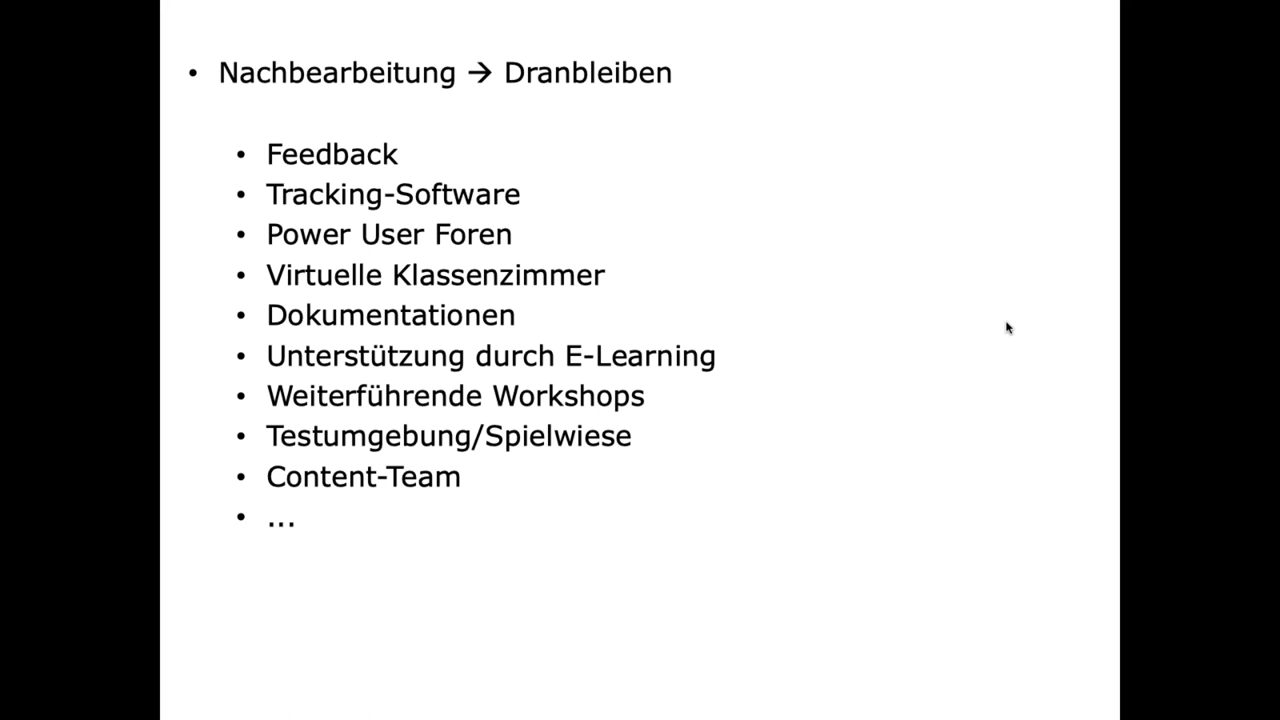 • Nachbearbeitung → Dranbleiben
• Feedback
• Tracking-Software
• Power User Foren
• Virtuelle Klassenzimmer
• Dokumentationen
• Unterstützung durch E-Learning
• Weiterführende Workshops
• Testumgebung/Spielwiese
• Content-Team
• ...